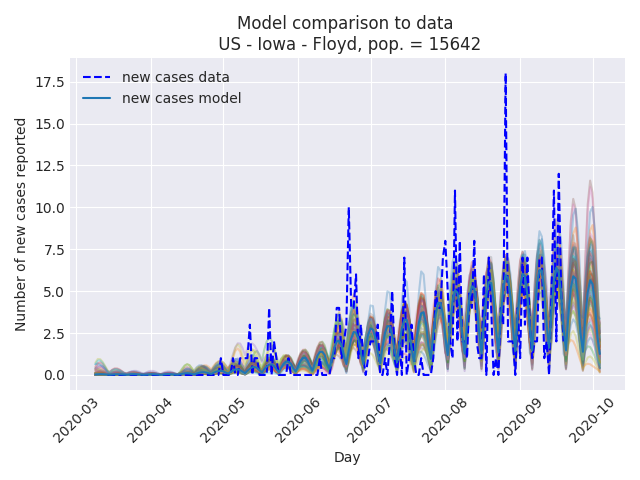 Model comparison to data
US - Iowa - Floyd, pop. = 15642
new cases data
new cases model
Number of new cases reported
17.5
15.0
12.5
10.0
7.5
5.0
2.5
0.0
2020-03
2020-04
2020-05
2020-06
2020-07
2020-08
2020-09
2020-10
Day